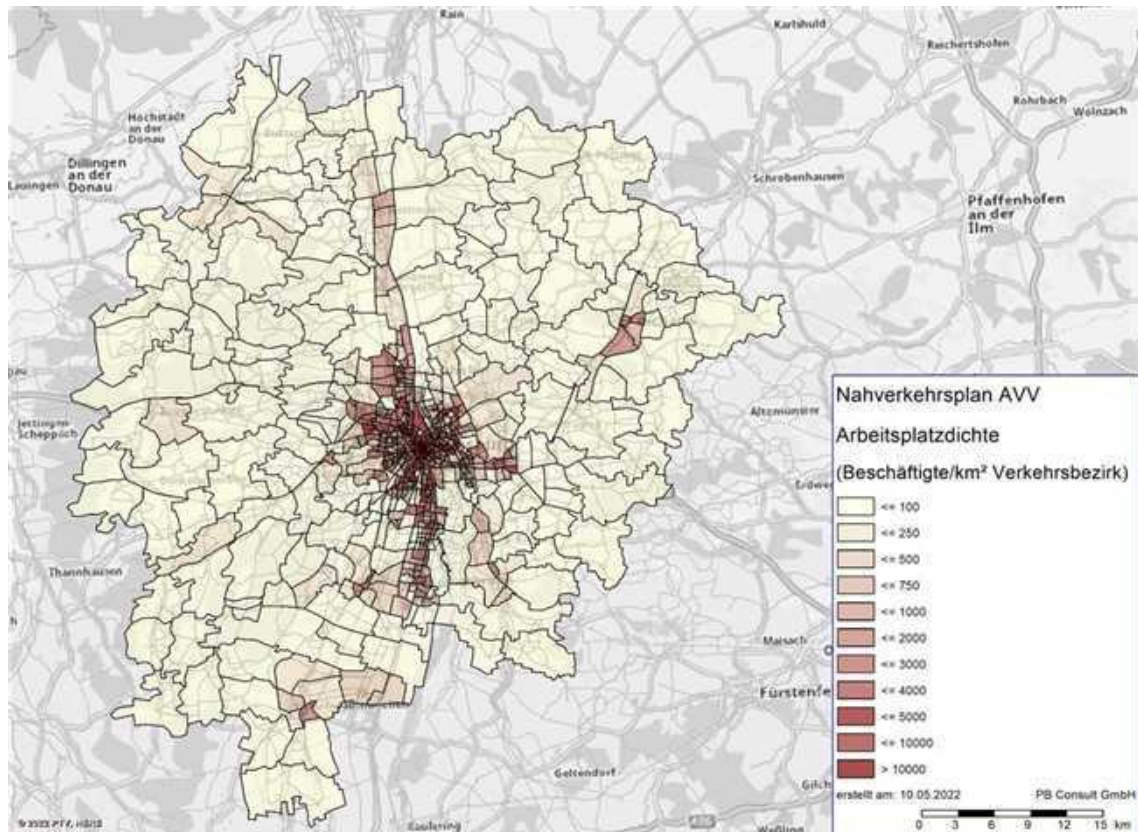 Rain
Karlshuld
Reichertshofen
Rohrbach
Wolnzach
Höchstädt
an der
Donau
Dillingen
an der
Donau
Lauingen
Schrobenhausen
Pfaffenhofen
an der
Ilm
Jettingen-
Scheppach
Altomünster
Thannhausen
Maisach
Geltendorf
Kaufering
Nahverkehrsplan AVV
Arbeitsplatzdichte
(Beschäftigte/km² Verkehrsbezirk)
<= 100
<= 250
<= 500
<= 750
<= 1000
<= 2000
<= 3000
<= 4000
<= 5000
<= 10000
> 10000
erstellt am: 10.05.2022 PB Consult GmbH
0 3 6 9 12 15 km